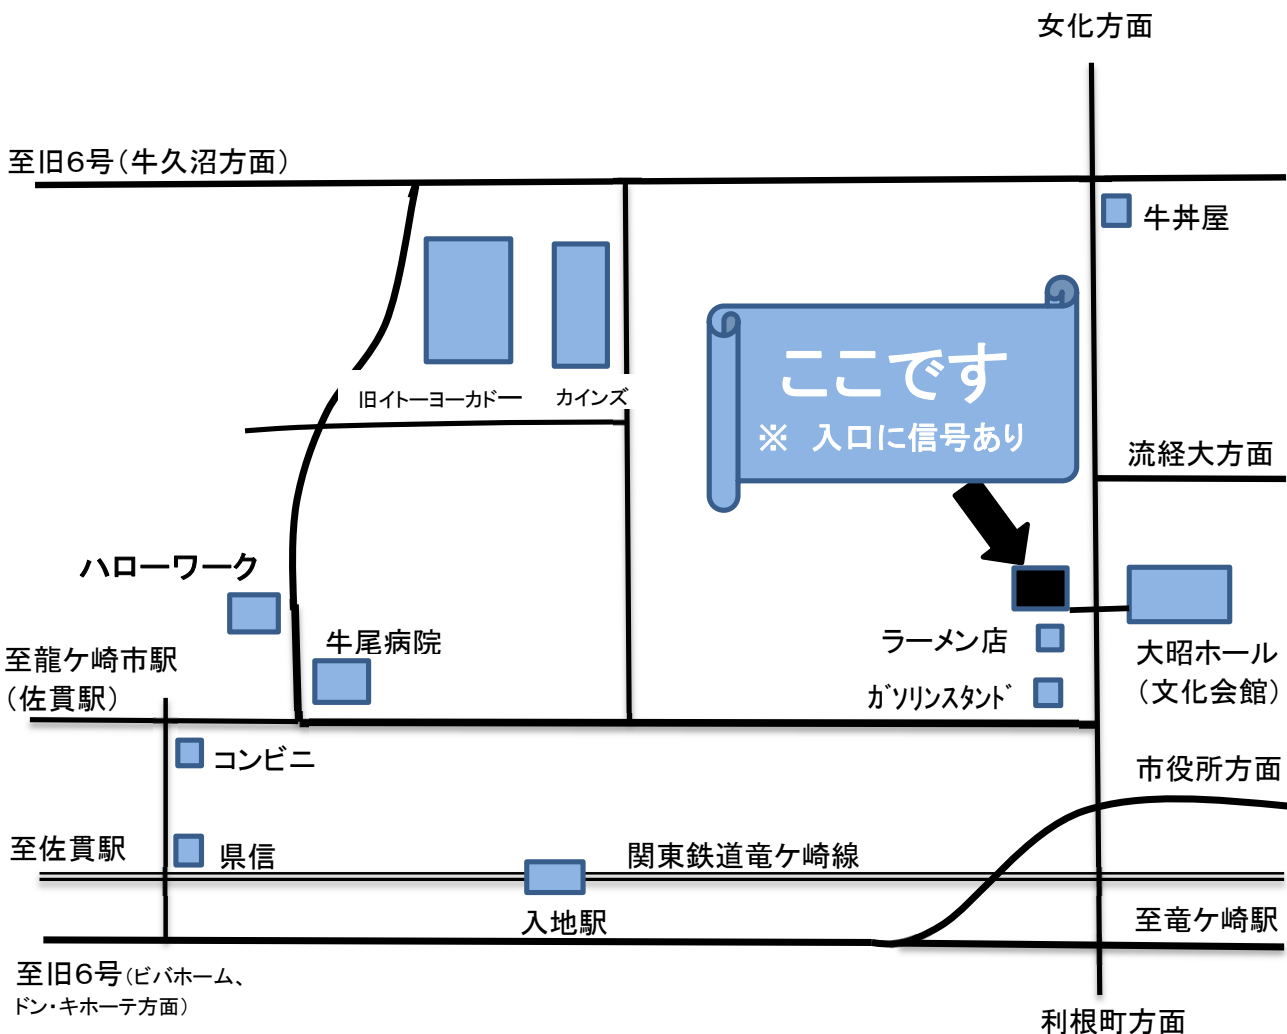 女化方面
至旧6号(牛久沼方面)
牛丼屋
ここです
※ 入口に信号あり
旧イトーヨーカドー
カインズ
流経大方面
ハローワーク
牛尾病院
ラーメン店
大昭ホール
(文化会館)
至龍ケ崎市駅
(佐貫駅)
ｶﾞソﾘﾝｽﾀﾝﾄﾞ
コンビニ
市役所方面
至佐貫駅
県信
関東鉄道竜ケ崎線
入地駅
至竜ケ崎駅
至旧6号(ビバホーム、
ドン・キホーテ方面)
利根町方面